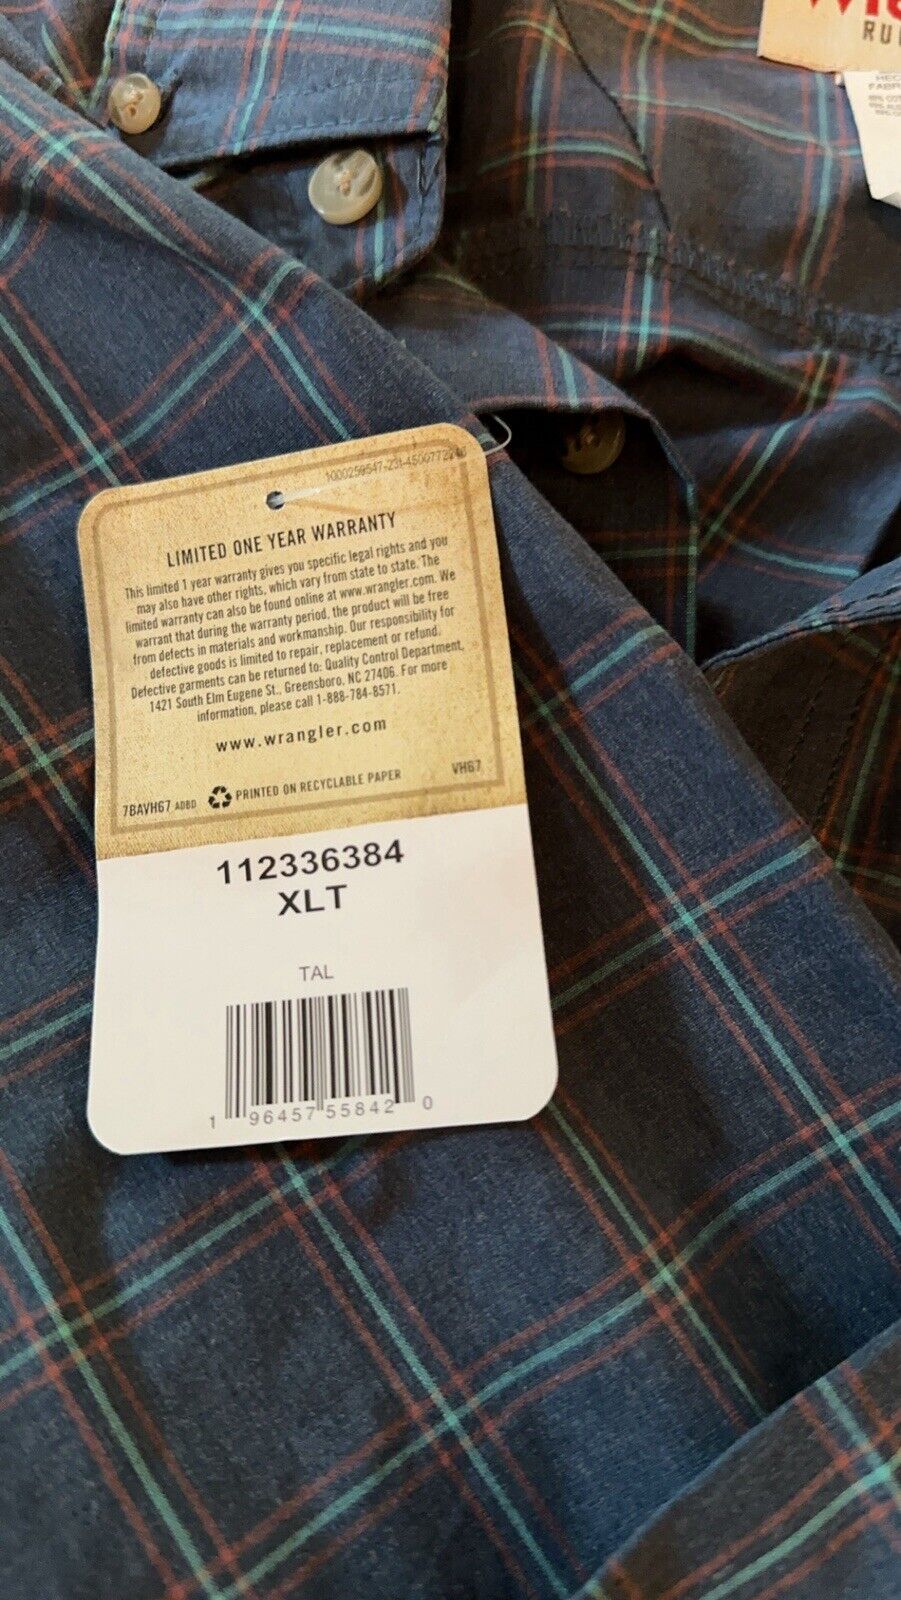 RU
FABR
1000259547-231-4500772240
LIMITED ONE YEAR WARRANTY
This limited 1 year warranty gives you specific legal rights and you
may also have other rights, which vary from state to state. The
limited warranty can also be found online at www.wrangler.com. We
warrant that during the warranty period, the product will be free
from defects in materials and workmanship. Our responsibility for
defective goods is limited to repair, replacement or refund.
Defective garments can be returned to: Quality Control Department,
1421 South Elm Eugene St., Greensboro, NC 27406. For more
information, please call 1-888-784-8571.
www.wrangler.com
7BAVH67 ADBD PRINTED ON RECYCLABLE PAPER VH67
112336384
XLT
TAL
1 96457 55842 0